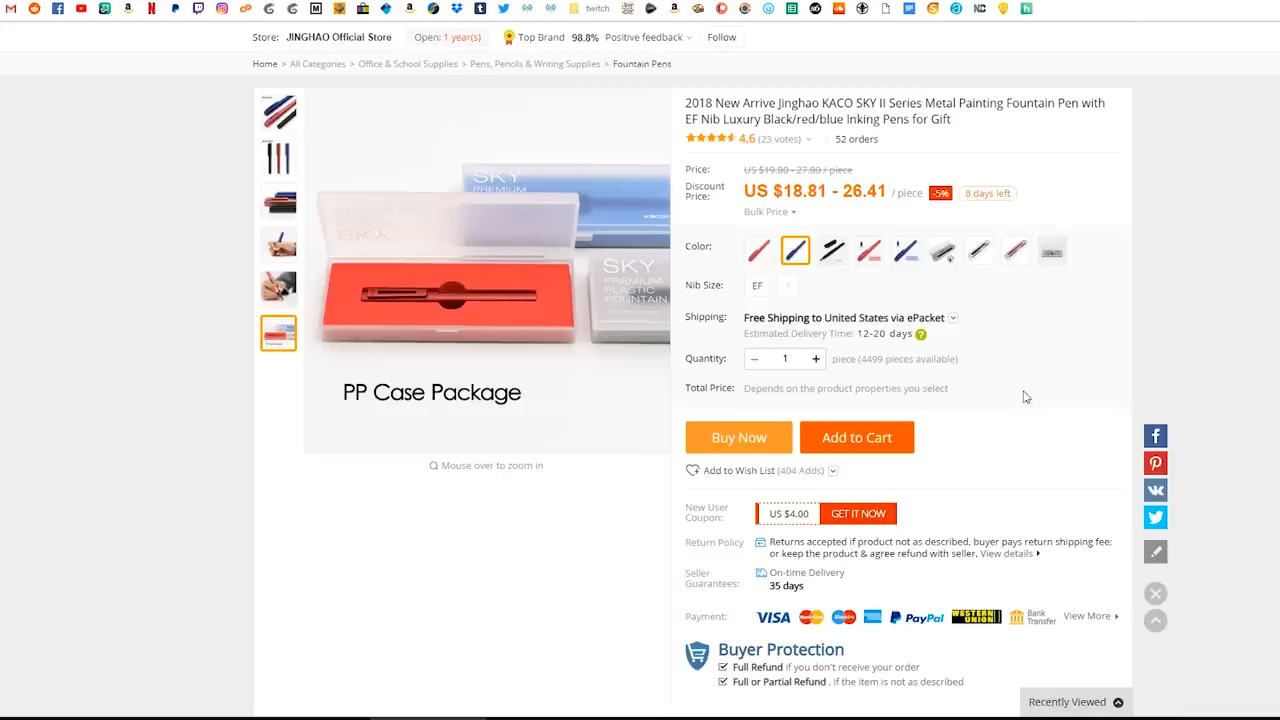 twitch
Store: JINGHAO Official Store Open: 1 year(s) Top Brand 98.8% Positive feedback Follow
Home > All Categories > Office & School Supplies > Pens, Pencils & Writing Supplies > Fountain Pens
2018 New Arrive Jinghao KACO SKY II Series Metal Painting Fountain Pen with
EF Nib Luxury Black/red/blue Inking Pens for Gift
4.6 (23 votes) 52 orders
Price: US $19.80 - 27.80 / piece
Discount
Price: US $18.81 - 26.41 / piece -5% 8 days left
Bulk Price
Color:
Nib Size: EF F
Shipping: Free Shipping to United States via ePacket
Estimated Delivery Time: 12-20 days ?
Quantity: − 1 + piece (4499 pieces available)
Total Price: Depends on the product properties you select
Buy Now Add to Cart
Add to Wish List (404 Adds)
New User
Coupon: US $4.00 GET IT NOW
Return Policy Returns accepted if product not as described, buyer pays return shipping fee;
or keep the product & agree refund with seller. View details
Seller
Guarantees: On-time Delivery
35 days
Payment: VISA PayPal WESTERN UNION Bank Transfer View More
Buyer Protection
Full Refund if you don't receive your order
Full or Partial Refund , if the item is not as described
SKY
PREMIUM
SKY
SKY
PREMIUM
PLASTIC
FOUNTAIN
PP Case Package
Mouse over to zoom in
Recently Viewed